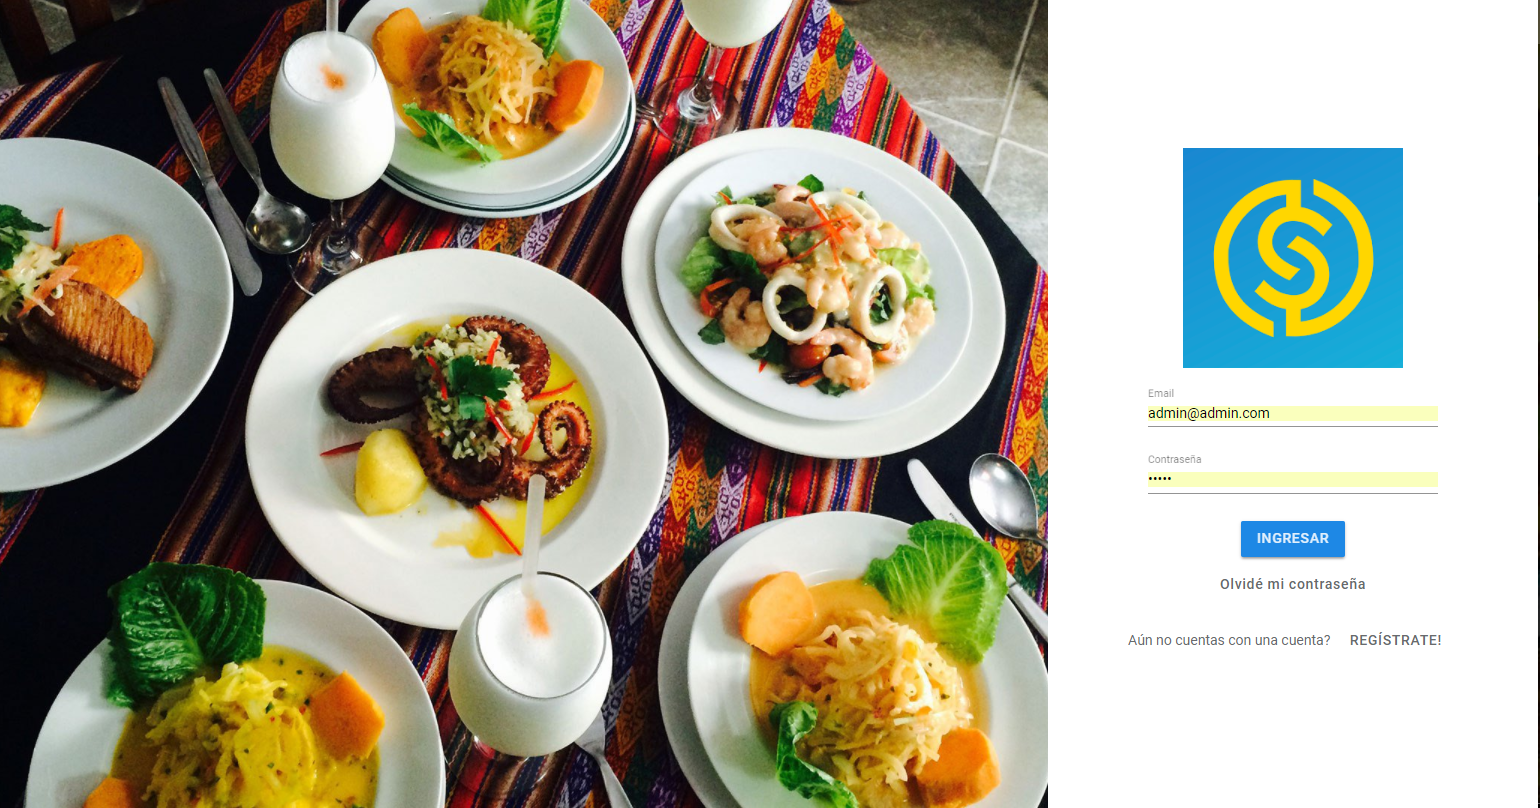 Email
admin@admin.com
Contraseña
•••••
INGRESAR
Olvidé mi contraseña
Aún no cuentas con una cuenta? REGÍSTRATE!